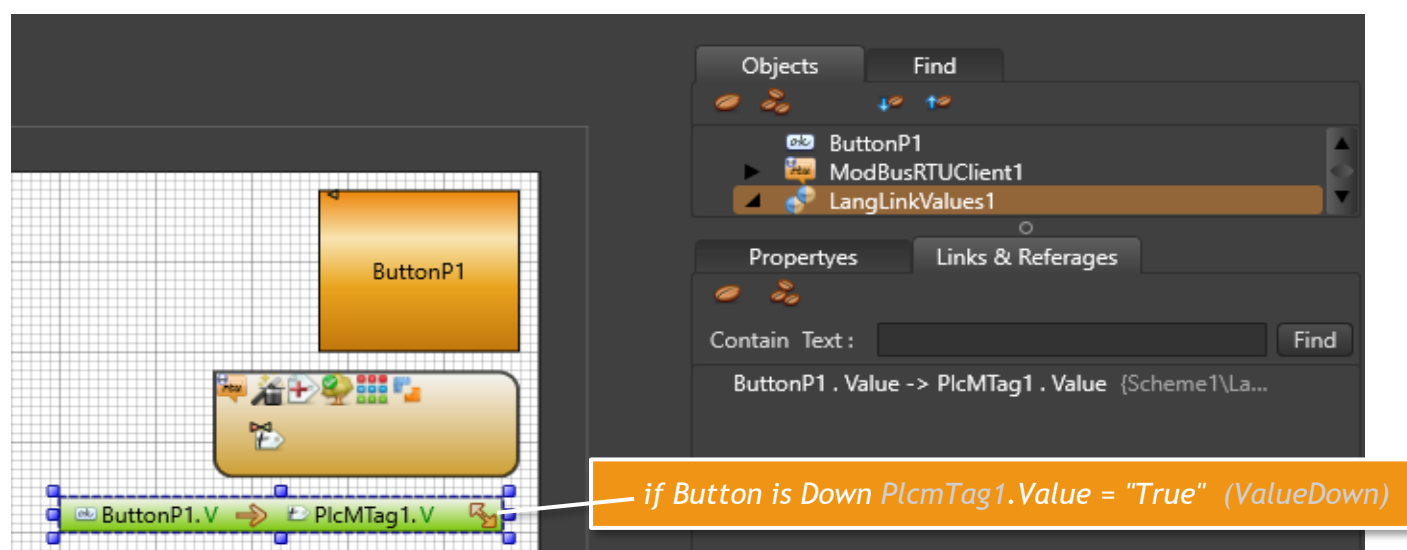 Objects Find
ButtonP1
ModBusRTUClient1
LangLinkValues1
Propertyes Links & Referages
Contain Text : Find
ButtonP1 . Value -> PlcMTag1 . Value {Scheme1\La...
ButtonP1
ButtonP1.V PlcMTag1.V
if Button is Down PlcmTag1.Value = "True" (ValueDown)